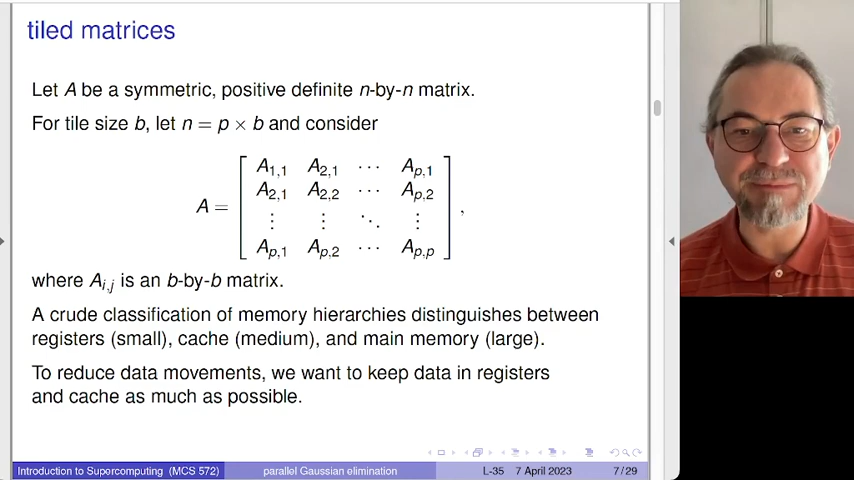 tiled matrices
Let A be a symmetric, positive definite n-by-n matrix.
For tile size b, let n = p × b and consider
A = [ A1,1 A2,1 ⋯ Ap,1
A2,1 A2,2 ⋯ Ap,2
⋮ ⋮ ⋱ ⋮
Ap,1 Ap,2 ⋯ Ap,p ] ,
where Ai,j is an b-by-b matrix.
A crude classification of memory hierarchies distinguishes between
registers (small), cache (medium), and main memory (large).
To reduce data movements, we want to keep data in registers
and cache as much as possible.
Introduction to Supercomputing (MCS 572) parallel Gaussian elimination L-35 7 April 2023 7/29